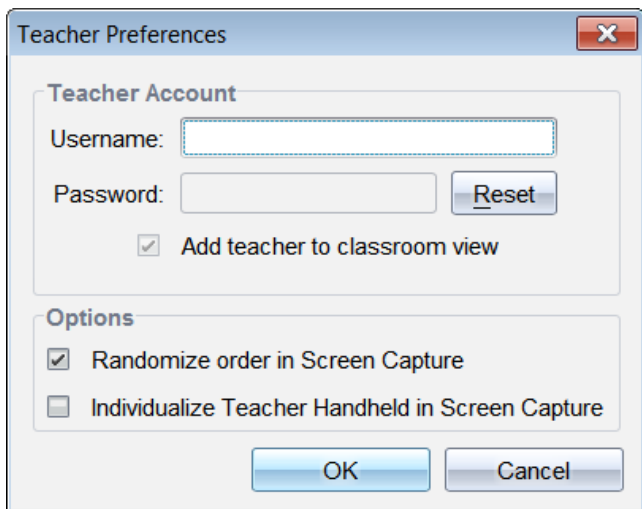 Teacher Preferences
Teacher Account
Username:
Password:
Reset
Add teacher to classroom view
Options
Randomize order in Screen Capture
Individualize Teacher Handheld in Screen Capture
OK
Cancel